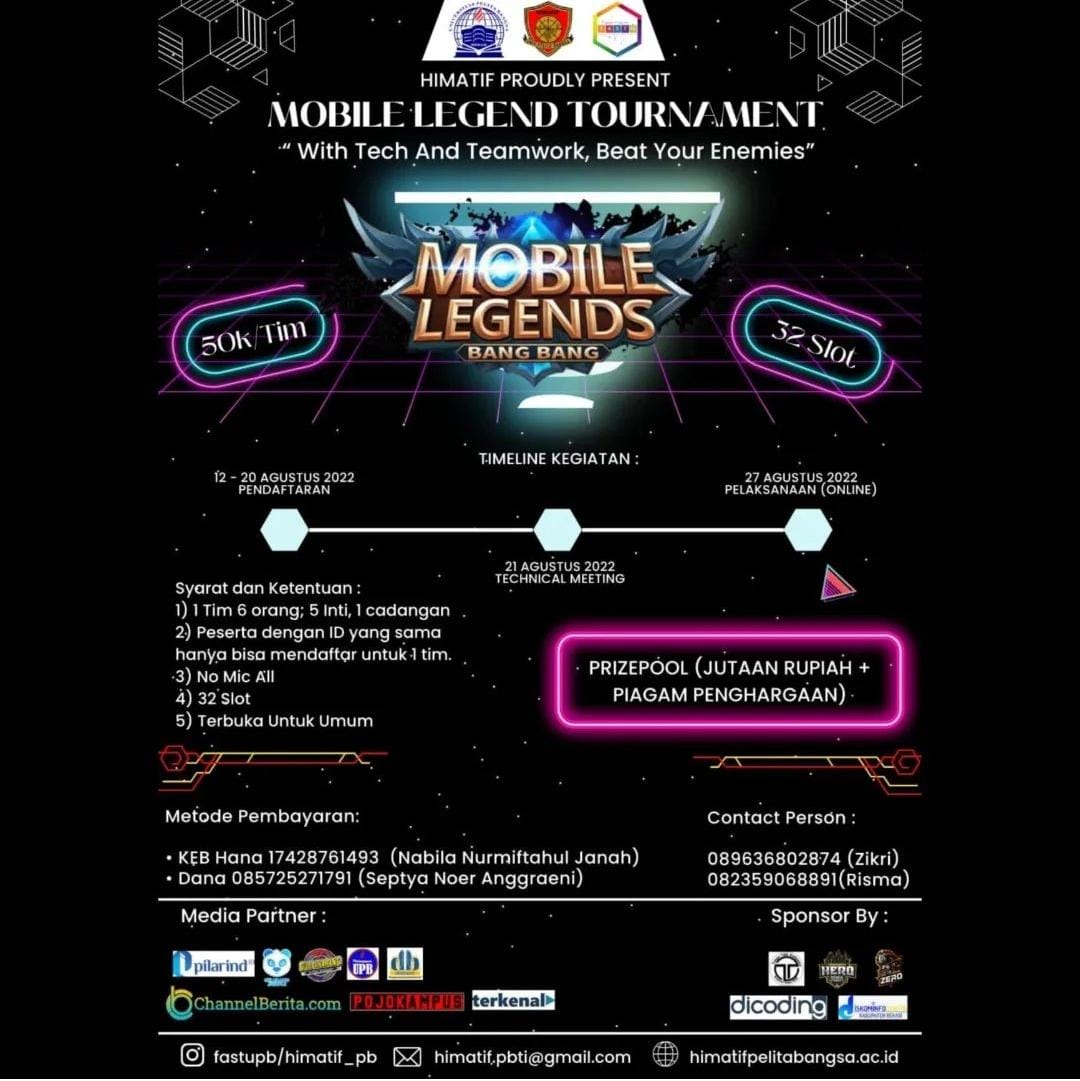 HIMATIF PROUDLY PRESENT
MOBILE LEGEND TOURNAMENT
“ With Tech And Teamwork, Beat Your Enemies”
MOBILE
LEGENDS
BANG BANG
50k/Tim
32 Slot
TIMELINE KEGIATAN :
12 - 20 AGUSTUS 2022
PENDAFTARAN
27 AGUSTUS 2022
PELAKSANAAN (ONLINE)
21 AGUSTUS 2022
TECHNICAL MEETING
Syarat dan Ketentuan :
1) 1 Tim 6 orang; 5 Inti, 1 cadangan
2) Peserta dengan ID yang sama
hanya bisa mendaftar untuk 1 tim.
3) No Mic All
4) 32 Slot
5) Terbuka Untuk Umum
PRIZEPOOL (JUTAAN RUPIAH +
PIAGAM PENGHARGAAN)
Metode Pembayaran:
• KEB Hana 17428761493 (Nabila Nurmiftahul Janah)
• Dana 085725271791 (Septya Noer Anggraeni)
Contact Person :
089636802874 (Zikri)
082359068891(Risma)
Media Partner :
pilarind
UPB
ChannelBerita.com
POJOKAMPUS
terkenal
Sponsor By :
HERO
ZERO
dicoding
DISKOMINFO
KABUPATEN BEKASI
fastupb/himatif_pb
himatif.pbti@gmail.com
himatifpelitabangsa.ac.id